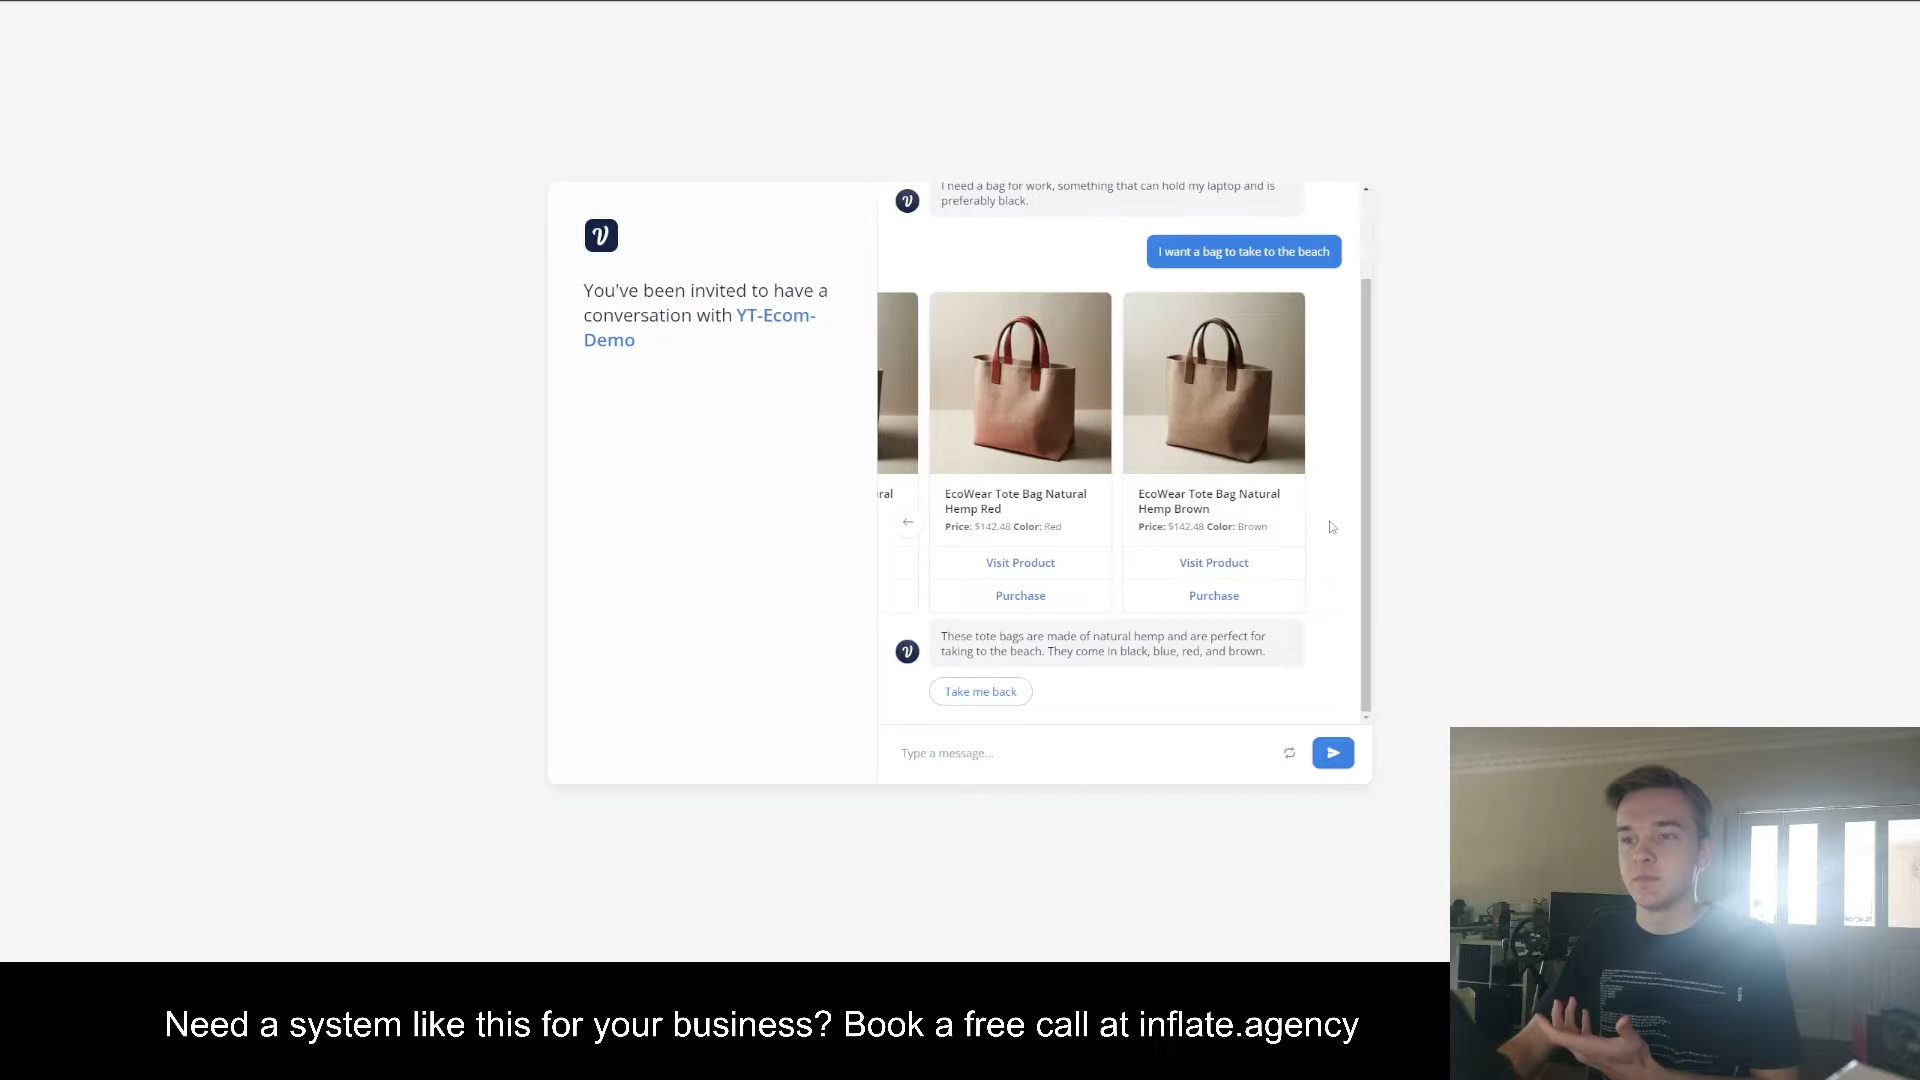 I need a bag for work, something that can hold my laptop and is
preferably black.
I want a bag to take to the beach
You've been invited to have a
conversation with YT-Ecom-
Demo
ral
EcoWear Tote Bag Natural
Hemp Red
Price: $142.48 Color: Red
Visit Product
Purchase
EcoWear Tote Bag Natural
Hemp Brown
Price: $142.48 Color: Brown
Visit Product
Purchase
These tote bags are made of natural hemp and are perfect for
taking to the beach. They come in black, blue, red, and brown.
Take me back
Type a message...
Need a system like this for your business? Book a free call at inflate.agency